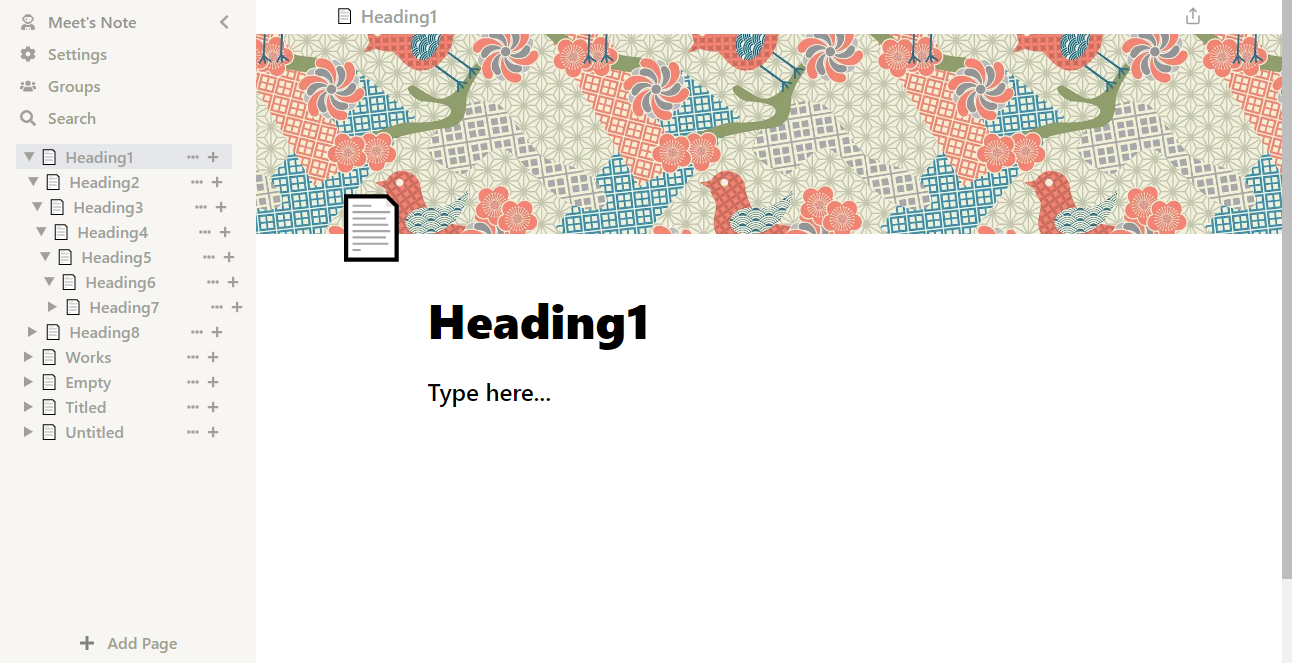 Meet's Note
Settings
Groups
Search
Heading1
Heading2
Heading3
Heading4
Heading5
Heading6
Heading7
Heading8
Works
Empty
Titled
Untitled
Add Page
Heading1
Heading1
Type here...